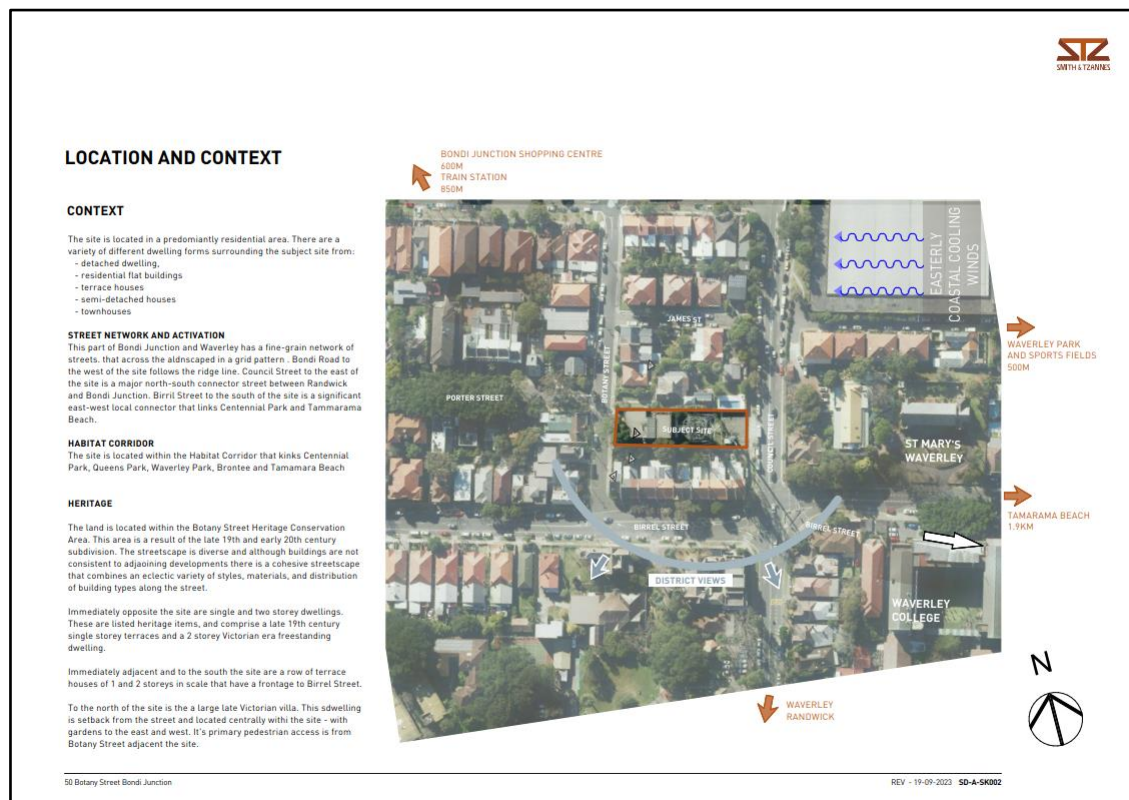 SMITH & TZANNES
LOCATION AND CONTEXT
CONTEXT
The site is located in a predomiantly residential area. There are a
variety of different dwelling forms surrounding the subject site from:
- detached dwelling,
- residential flat buildings
- terrace houses
- semi-detached houses
- townhouses
STREET NETWORK AND ACTIVATION
This part of Bondi Junction and Waverley has a fine-grain network of
streets. that across the aldnscaped in a grid pattern . Bondi Road to
the west of the site follows the ridge line. Council Street to the east of
the site is a major north-south connector street between Randwick
and Bondi Junction. Birril Street to the south of the site is a significant
east-west local connector that links Centennial Park and Tammarama
Beach.
HABITAT CORRIDOR
The site is located within the Habitat Corridor that kinks Centennial
Park, Queens Park, Waverley Park, Brontee and Tamamara Beach
HERITAGE
The land is located within the Botany Street Heritage Conservation
Area. This area is a result of the late 19th and early 20th century
subdivision. The streetscape is diverse and although buildings are not
consistent to adjaoining developments there is a cohesive streetscape
that combines an eclectic variety of styles, materials, and distribution
of building types along the street.
Immediately opposite the site are single and two storey dwellings.
These are listed heritage items, and comprise a late 19th century
single storey terraces and a 2 storey Victorian era freestanding
dwelling.
Immediately adjacent and to the south the site are a row of terrace
houses of 1 and 2 storeys in scale that have a frontage to Birrel Street.
To the north of the site is the a large late Victorian villa. This sdwelling
is setback from the street and located centrally withi the site - with
gardens to the east and west. It's primary pedestrian access is from
Botany Street adjacent the site.
BONDI JUNCTION SHOPPING CENTRE
600M
TRAIN STATION
850M
EASTERLY
COASTAL COOLING
WINDS
JAMES ST
BOTANY STREET
PORTER STREET
SUBJECT SITE
COUNCIL STREET
ST MARY'S
WAVERLEY
WAVERLEY PARK
AND SPORTS FIELDS
500M
TAMARAMA BEACH
1.9KM
BIRREL STREET
BIRREL STREET
DISTRICT VIEWS
WAVERLEY
COLLEGE
WAVERLEY
RANDWICK
N
50 Botany Street Bondi Junction
REV - 19-09-2023 SD-A-SK002